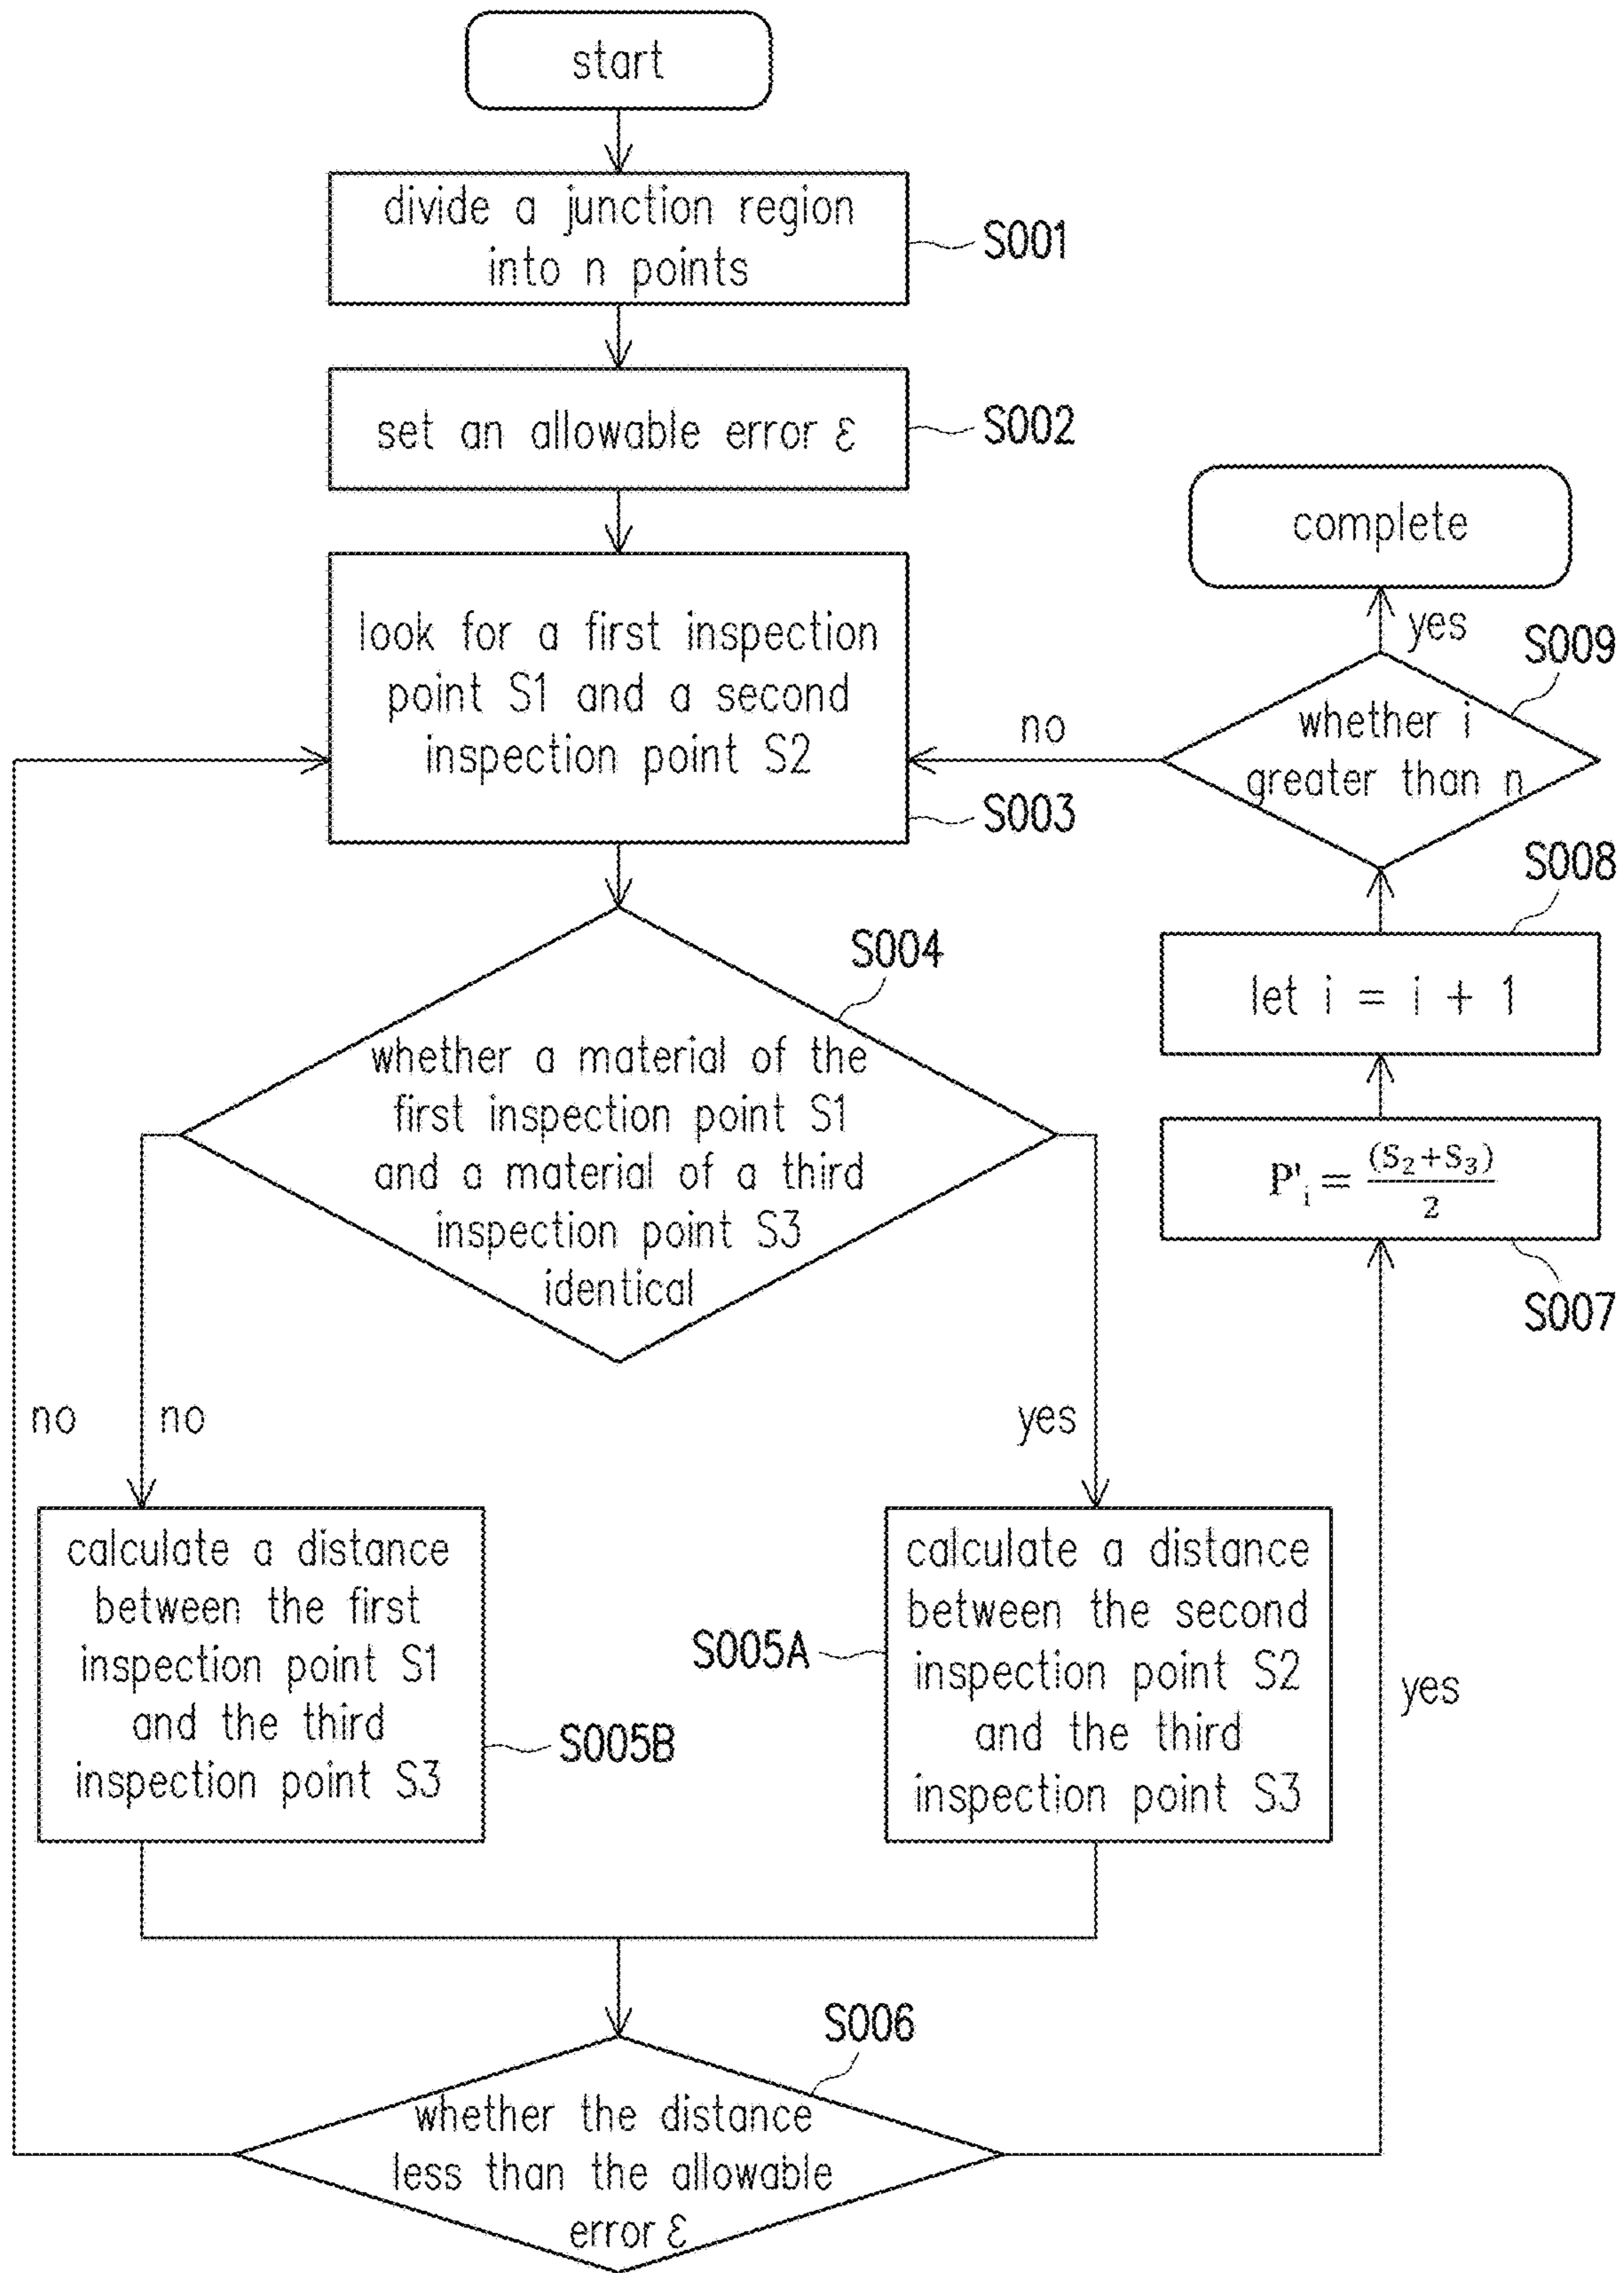 start
divide a junction region
into n points
S001
set an allowable error ε
S002
look for a first inspection
point S1 and a second
inspection point S2
S003
whether a material of the
first inspection point S1
and a material of a third
inspection point S3
identical
S004
no
no
yes
calculate a distance
between the first
inspection point S1
and the third
inspection point S3
S005B
calculate a distance
between the second
inspection point S2
and the third
inspection point S3
S005A
whether the distance
less than the allowable
error ε
S006
yes
P'i = (S2+S3)
2
S007
let i = i + 1
S008
whether i
greater than n
S009
no
yes
complete